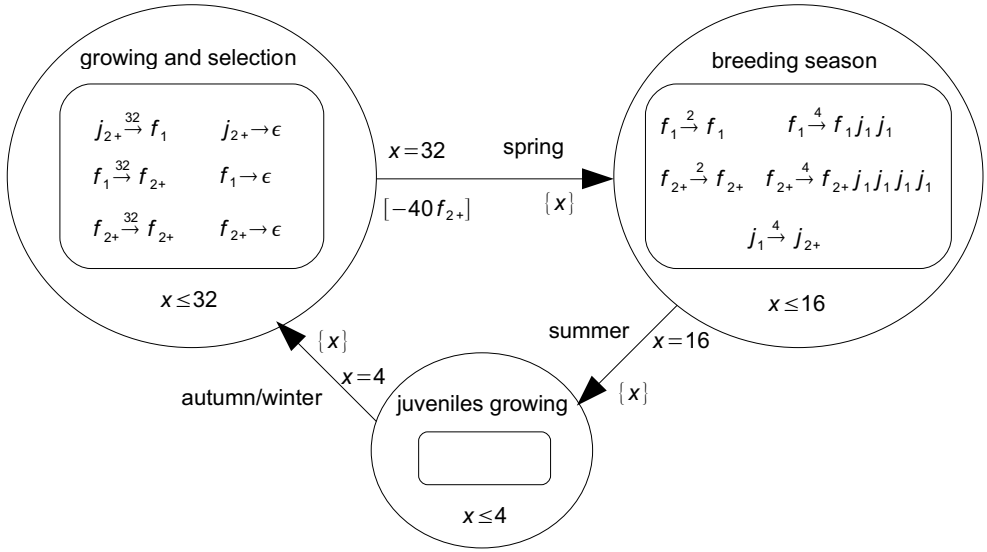 growing and selection
j₂₊ →³² f₁    j₂₊ → ϵ
f₁ →³² f₂₊    f₁ → ϵ
f₂₊ →³² f₂₊    f₂₊ → ϵ
x≤32
x=32    spring
[−40f₂₊]    {x}
breeding season
f₁ →² f₁    f₁ →⁴ f₁ j₁ j₁
f₂₊ →² f₂₊    f₂₊ →⁴ f₂₊ j₁ j₁ j₁ j₁
j₁ →⁴ j₂₊
x≤16
summer
x=16
{x}
juveniles growing
x≤4
{x}
x=4
autumn/winter